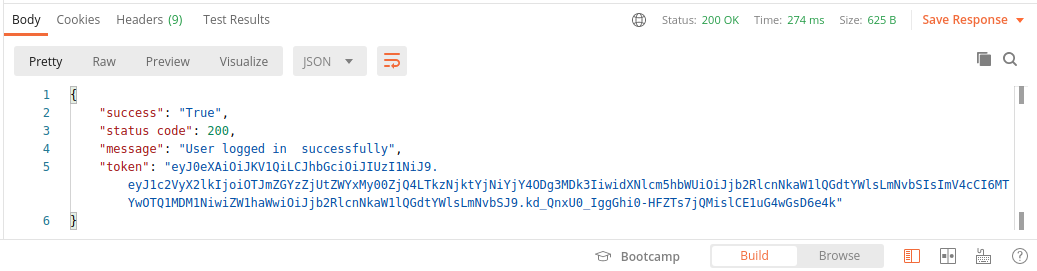 Body Cookies Headers (9) Test Results Status: 200 OK Time: 274 ms Size: 625 B Save Response
Pretty Raw Preview Visualize JSON
1 {
2 "success": "True",
3 "status code": 200,
4 "message": "User logged in  successfully",
5 "token": "eyJ0eXAiOiJKV1QiLCJhbGciOiJIUzI1NiJ9.
eyJ1c2VyX2lkIjoiOTJmZGYzZjUtZWYxMy00ZjQ4LTkzNjktYjNiYjY4ODg3MDk3IiwidXNlcm5hbWUiOiJjb2RlcnNkaW1lQGdtYWlsLmNvbSIsImV4cCI6MT
YwOTQ1MDM1NiwiZW1haWwiOiJjb2RlcnNkaW1lQGdtYWlsLmNvbSJ9.kd_QnxU0_IggGhi0-HFZTs7jQMislCE1uG4wGsD6e4k"
6 }
Bootcamp Build Browse